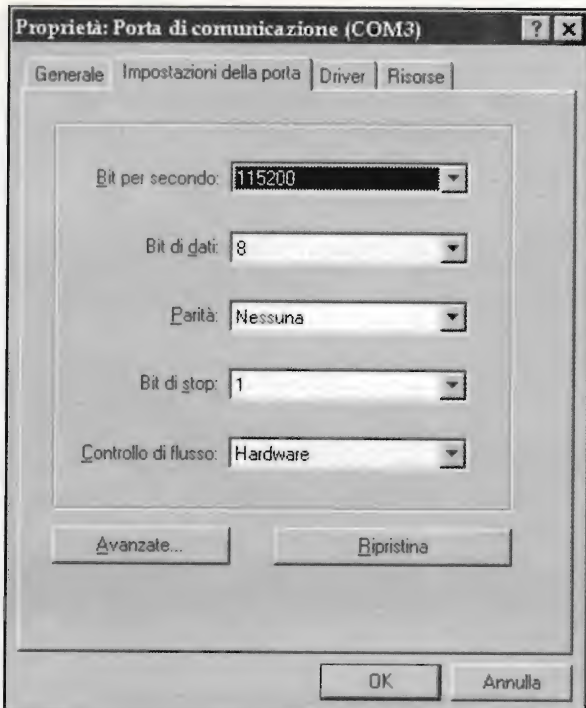 Proprietà: Porta di comunicazione (COM3)
Generale Impostazioni della porta Driver Risorse
Bit per secondo: 115200
Bit di dati: 8
Parità: Nessuna
Bit di stop: 1
Controllo di flusso: Hardware
Avanzate... Ripristina
OK Annulla